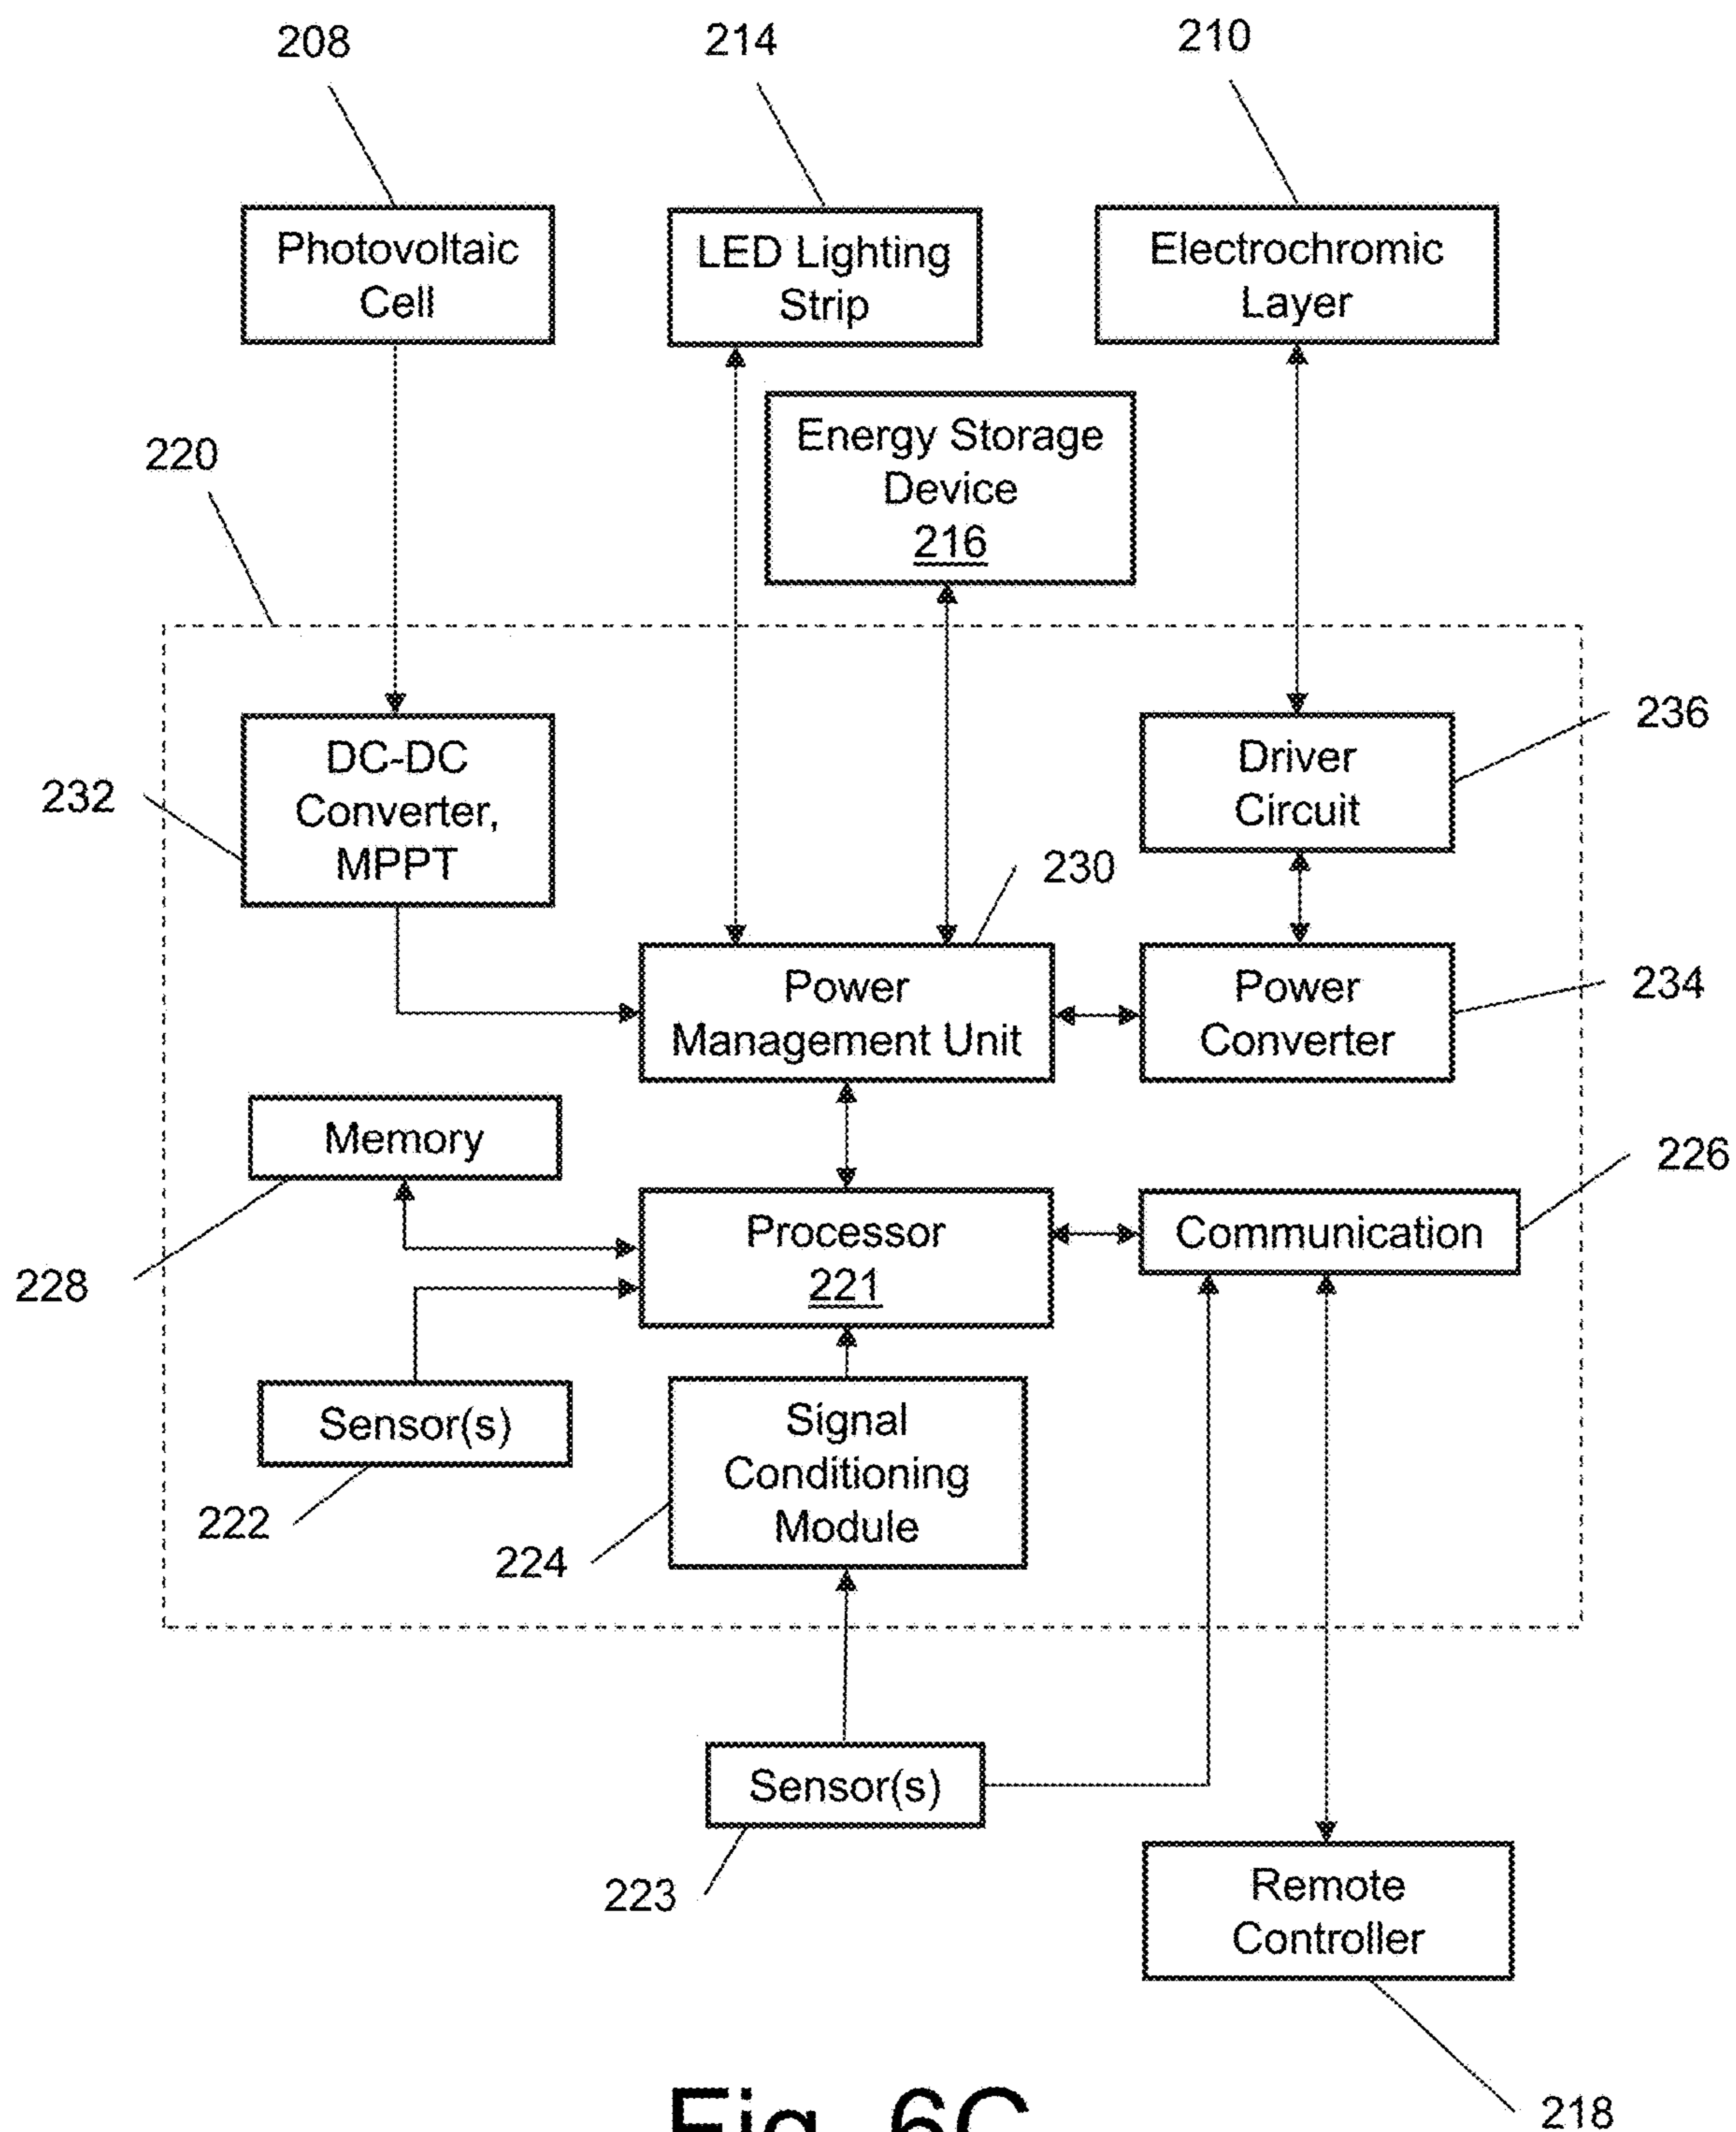 208
214
210
Photovoltaic
Cell
LED Lighting
Strip
Electrochromic
Layer
Energy Storage
Device
216
220
DC-DC
Converter,
MPPT
232
Driver
Circuit
236
230
Power
Management Unit
Power
Converter
234
Memory
228
Processor
221
Communication
226
Sensor(s)
222
Signal
Conditioning
Module
224
Sensor(s)
223
Remote
Controller
218
Fig. 6C